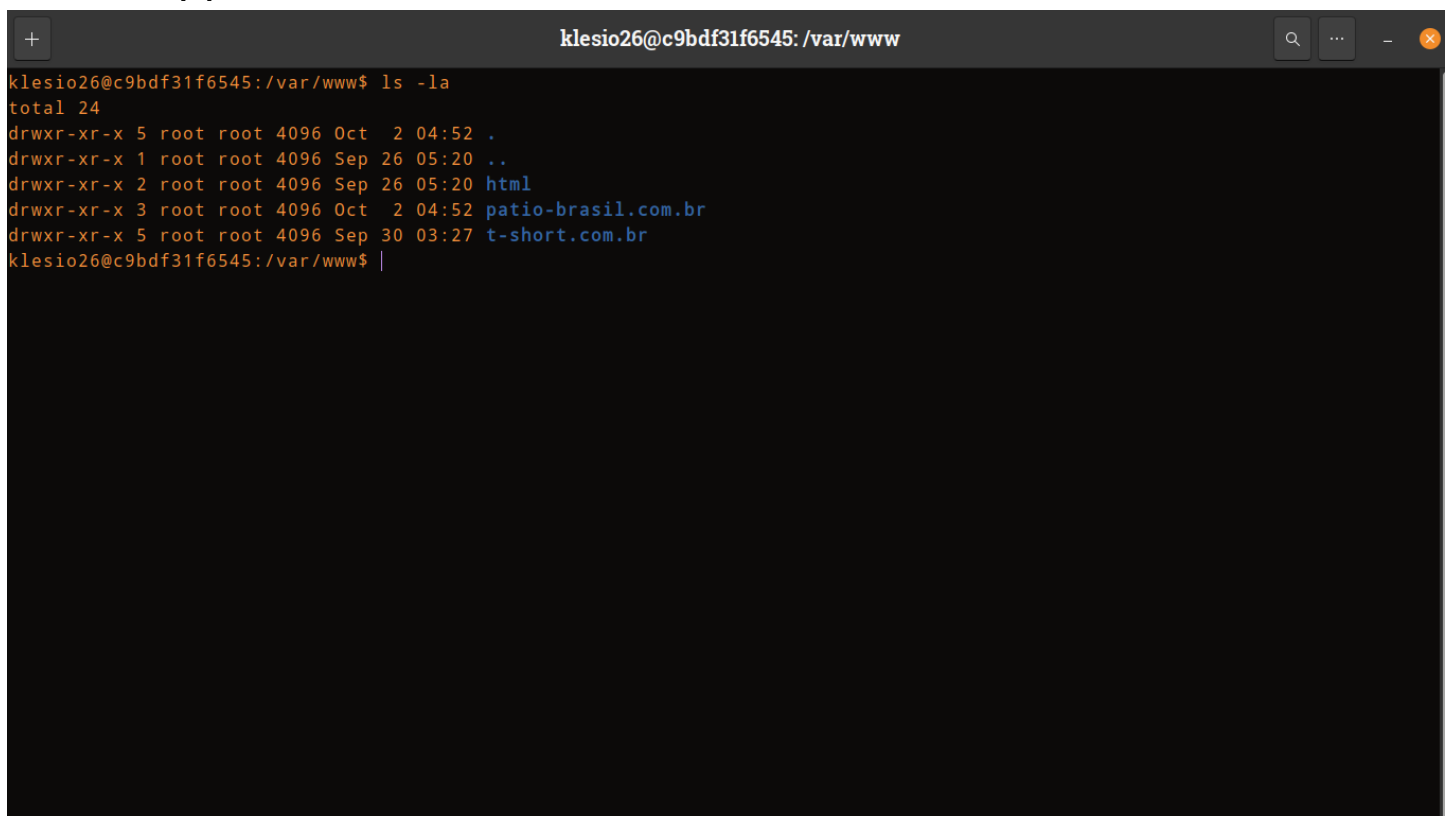 klesio26@c9bdf31f6545: /var/www
klesio26@c9bdf31f6545:/var/www$ ls -la
total 24
drwxr-xr-x 5 root root 4096 Oct  2 04:52 .
drwxr-xr-x 1 root root 4096 Sep 26 05:20 ..
drwxr-xr-x 2 root root 4096 Sep 26 05:20 html
drwxr-xr-x 3 root root 4096 Oct  2 04:52 patio-brasil.com.br
drwxr-xr-x 5 root root 4096 Sep 30 03:27 t-short.com.br
klesio26@c9bdf31f6545:/var/www$